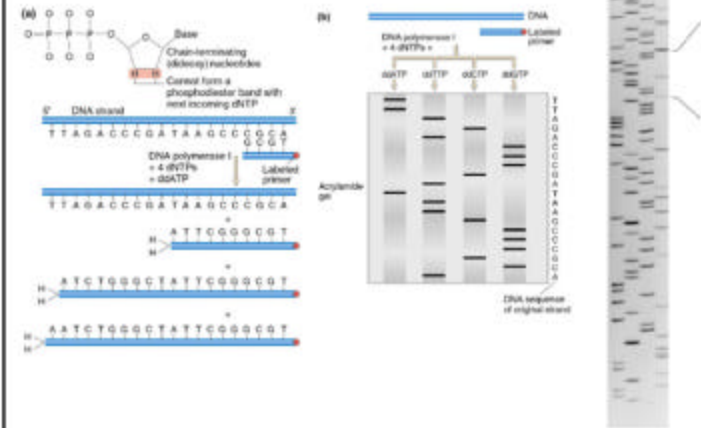 (a)
O O O
O P P P O Base
O O O
O
H H
Chain-terminating
(dideoxy) nucleotides
Cannot form a
phosphodiester bond with
next incoming dNTP
5' DNA strand 3'
T T A G A C C C G A T A A G C C C G C A
G C G T
DNA polymerase I
+ 4 dNTPs
+ ddATP
Labeled
primer
T T A G A C C C G A T A A G C C C G C A
+
A T T C G G G C G T
H
H
+
A T C T G G G C T A T T C G G G C G T
H
H
+
A A T C T G G G C T A T T C G G G C G T
H
H
(b)
DNA
Labeled
primer
DNA polymerase I
+ 4 dNTPs +
ddATP ddTTP ddCTP ddGTP
Acrylamide
gel
T
T
A
G
A
C
C
C
G
A
T
A
A
G
C
C
C
G
C
A
DNA sequence
of original strand